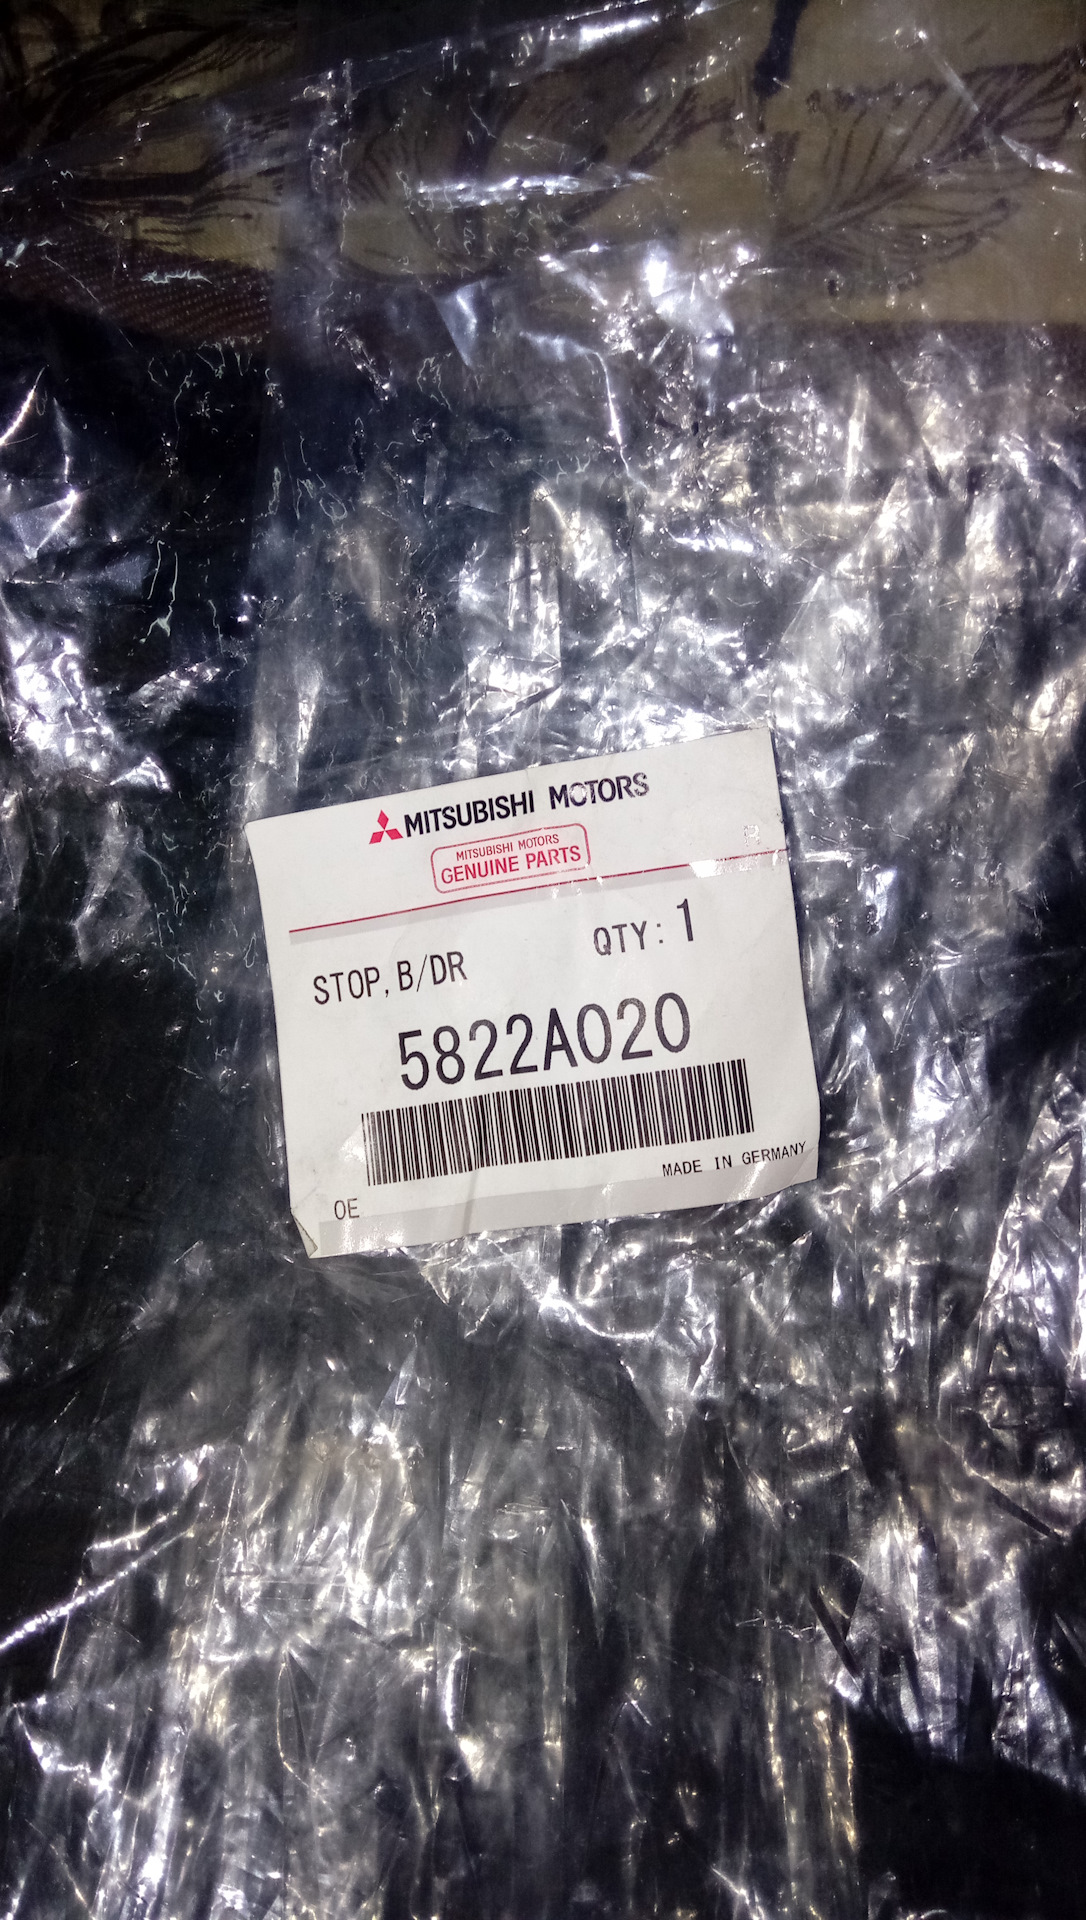 MITSUBISHI MOTORS
MITSUBISHI MOTORS
GENUINE PARTS
R
QTY: 1
STOP, B/DR
5822A020
MADE IN GERMANY
OE